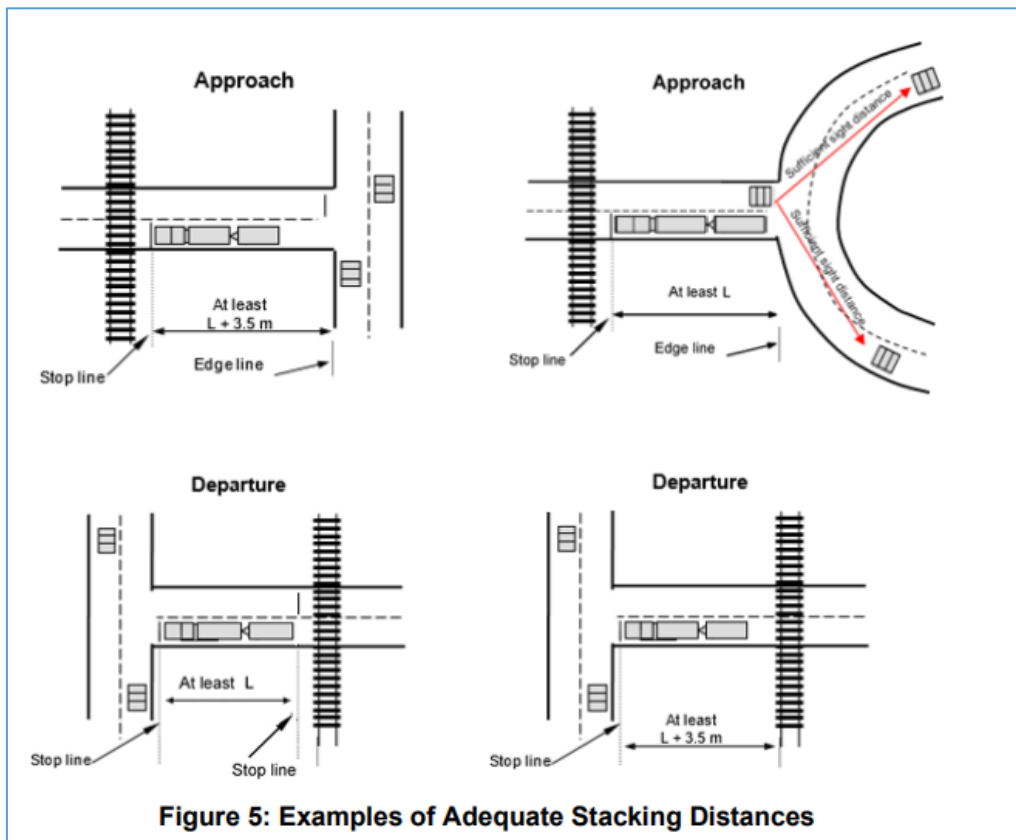 Approach
At least
L + 3.5 m
Stop line
Edge line
Approach
Sufficient sight distance
Sufficient sight distance
At least L
Stop line
Edge line
Departure
At least L
Stop line
Stop line
Departure
At least
L + 3.5 m
Stop line
Figure 5: Examples of Adequate Stacking Distances